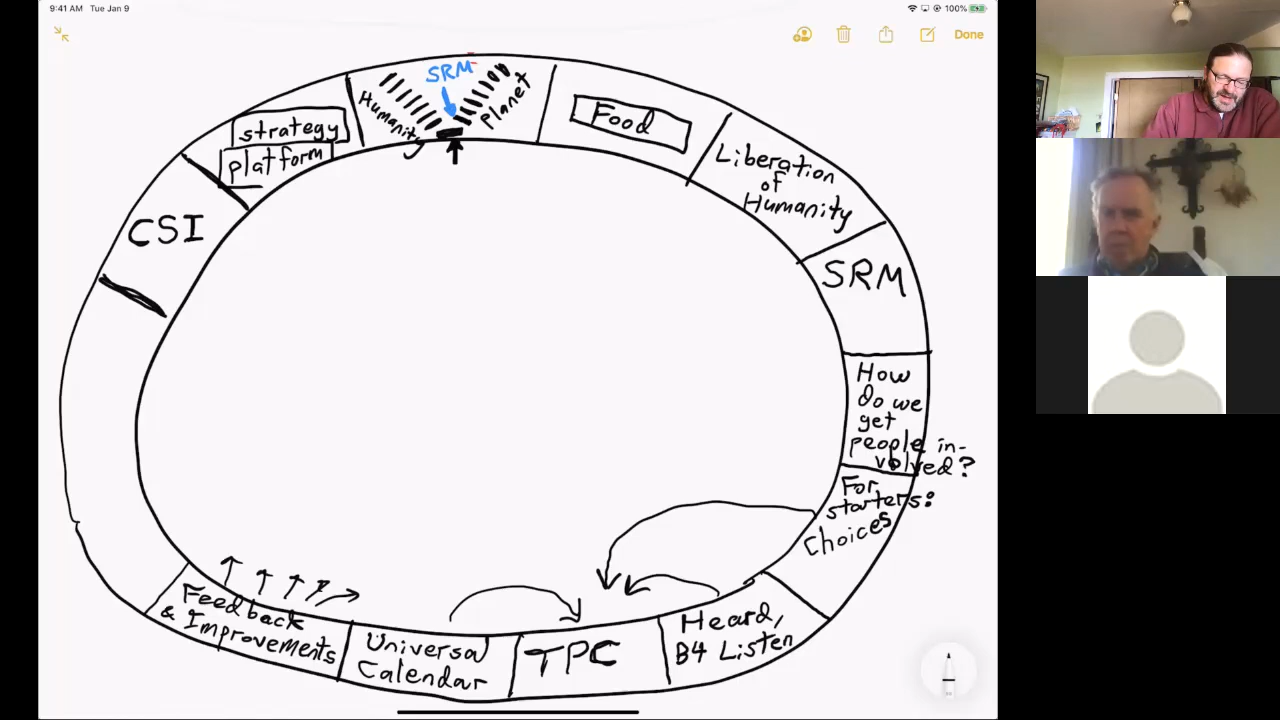 9:41 AM Tue Jan 9
100%
Done
SRM
Humanity
Planet
strategy
platform
Food
Liberation
of
Humanity
CSI
SRM
How
do we
get
people in-
volved?
For
starters:
Choices
Heard,
B4 Listen
TPC
Universal
Calendar
Feedback
& Improvements